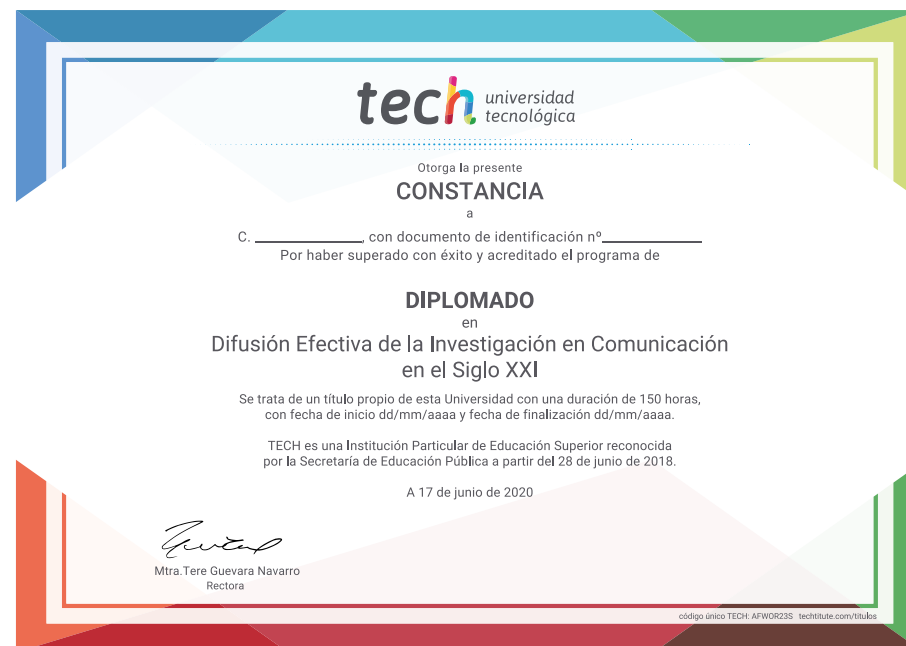 tech universidad
tecnológica
Otorga la presente
CONSTANCIA
a
C. ____________, con documento de identificación nº___________
Por haber superado con éxito y acreditado el programa de
DIPLOMADO
en
Difusión Efectiva de la Investigación en Comunicación
en el Siglo XXI
Se trata de un título propio de esta Universidad con una duración de 150 horas,
con fecha de inicio dd/mm/aaaa y fecha de finalización dd/mm/aaaa.
TECH es una Institución Particular de Educación Superior reconocida
por la Secretaría de Educación Pública a partir del 28 de junio de 2018.
A 17 de junio de 2020
Mtra.Tere Guevara Navarro
Rectora
código único TECH: AFWOR23S techtitute.com/titulos